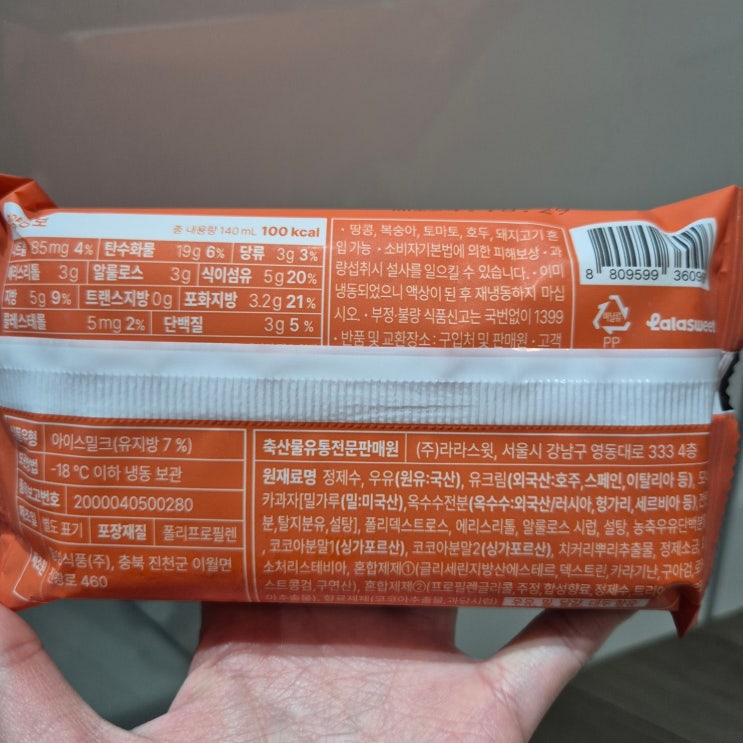 총 내용량 140 mL 100 kcal
85mg 4% 탄수화물 19g 6% 당류 3g 3%
3g 알룰로스 3g 식이섬유 5g 20%
지방 5g 9% 트랜스지방 0g 포화지방 3.2g 21%
콜레스테롤 5mg 2% 단백질 3g 5%
· 땅콩, 복숭아, 토마토, 호두, 돼지고기 혼
입 가능 · 소비자기본법에 의한 피해보상 · 과
량섭취시 설사를 일으킬 수 있습니다. · 이미
냉동되었으니 액상이 된 후 재냉동하지 마십
시오. · 부정·불량 식품신고는 국번없이 1399
· 반품 및 교환장소 : 구입처 및 판매원 · 고객
8 809599 36099
PP
Lalasweet
아이스밀크(유지방 7 %)
-18 ℃ 이하 냉동 보관
2000040500280
별도 표기 포장재질 폴리프로필렌
충북 진천군 이월면
460
축산물유통전문판매원 (주)라라스윗, 서울시 강남구 영동대로 333 4층
원재료명 정제수, 우유(원유:국산), 유크림(외국산:호주,스페인,이탈리아 등),
카과자[밀가루(밀:미국산), 옥수수전분(옥수수:외국산/러시아, 헝가리, 세르비아 등),
분,탈지분유,설탕], 폴리덱스트로스, 에리스리톨, 알룰로스 시럽, 설탕, 농축우유단백분
, 코코아분말1(싱가포르산), 코코아분말2(싱가포르산), 치커리뿌리추출물, 정제소금,
소처리스테비아, 혼합제제①(글리세린지방산에스테르, 덱스트린, 카라기난, 구아검,
스트콩검, 구연산), 혼합제제②(프로필렌글리콜, 주정, 합성향료, 정제수,